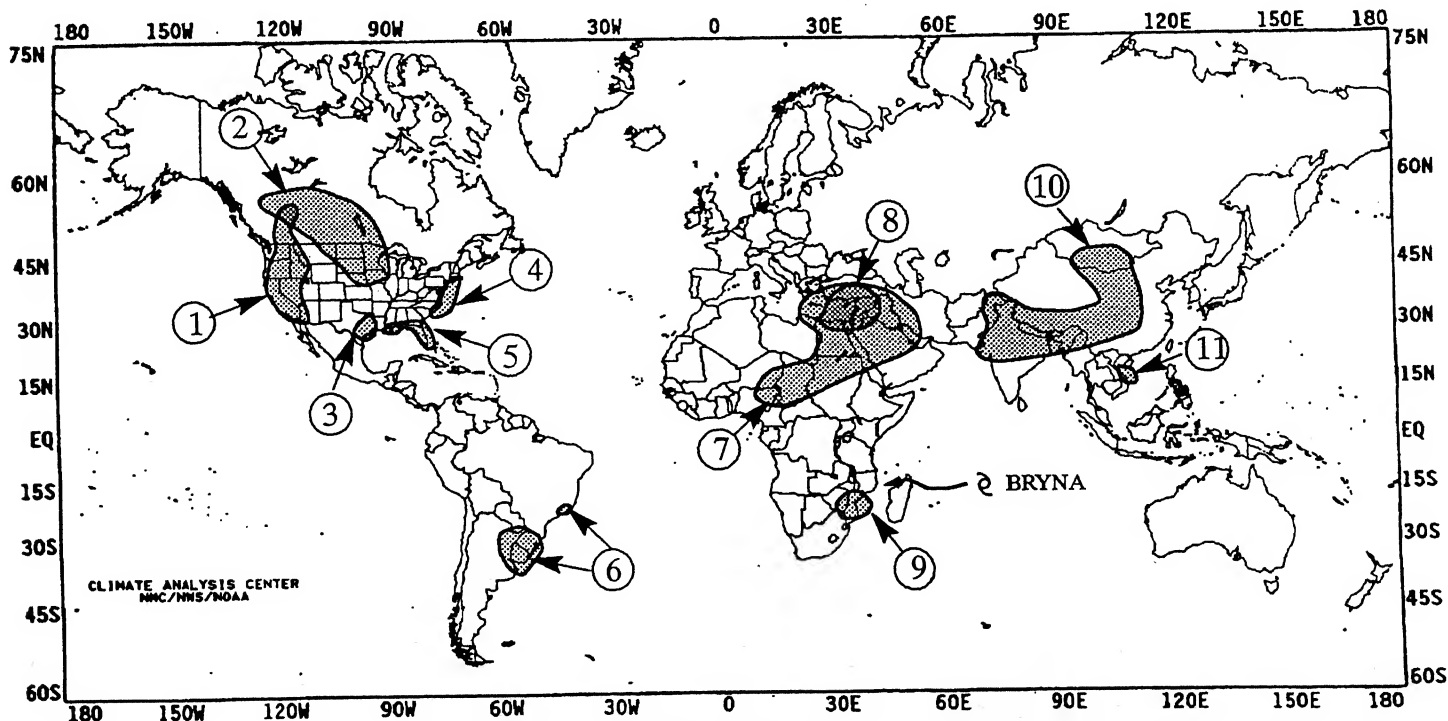 180 150W 120W 90W 60W 30W 0 30E 60E 90E 120E 150E 180
75N 75N
60N 60N
45N 45N
30N 30N
15N 15N
EQ EQ
15S 15S
30S 30S
45S 45S
60S 60S
2
10
8
4
1
5
11
3
7
BRYNA
6
9
CLIMATE ANALYSIS CENTER
NMC/NWS/NOAA
180 150W 120W 90W 60W 30W 0 30E 60E 90E 120E 150E 180